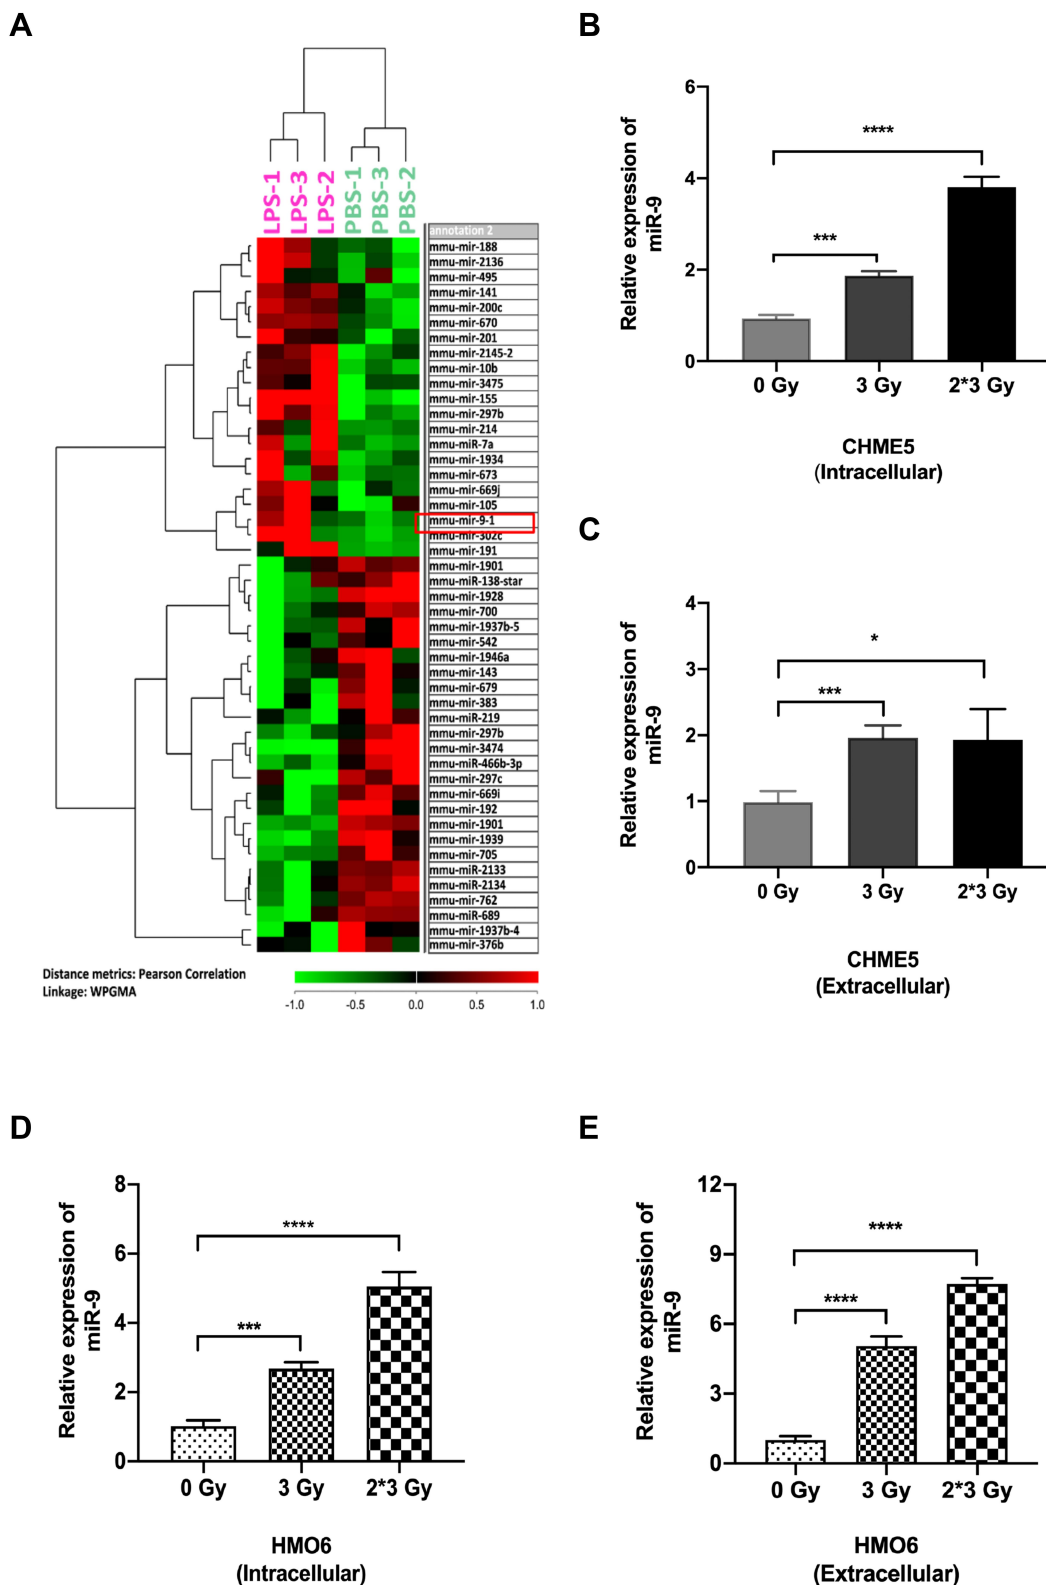 A
LPS-1
LPS-3
LPS-2
PBS-1
PBS-3
PBS-2
annotation 2
mmu-mir-188
mmu-mir-2136
mmu-mir-495
mmu-mir-141
mmu-mir-200c
mmu-mir-670
mmu-mir-201
mmu-mir-2145-2
mmu-mir-10b
mmu-mir-3475
mmu-mir-155
mmu-mir-297b
mmu-mir-214
mmu-miR-7a
mmu-mir-1934
mmu-mir-673
mmu-mir-669j
mmu-mir-105
mmu-mir-9-1
mmu-mir-302c
mmu-mir-191
mmu-mir-1901
mmu-miR-138-star
mmu-mir-1928
mmu-mir-700
mmu-mir-1937b-5
mmu-mir-542
mmu-mir-1946a
mmu-mir-143
mmu-mir-679
mmu-mir-383
mmu-miR-219
mmu-mir-297b
mmu-mir-3474
mmu-miR-466b-3p
mmu-mir-297c
mmu-mir-669i
mmu-mir-192
mmu-mir-1901
mmu-mir-1939
mmu-mir-705
mmu-miR-2133
mmu-miR-2134
mmu-mir-762
mmu-miR-689
mmu-mir-1937b-4
mmu-mir-376b
Distance metrics: Pearson Correlation
Linkage: WPGMA
-1.0 -0.5 0.0 0.5 1.0
B
Relative expression of
miR-9
6
4
2
0
****
***
0 Gy 3 Gy 2*3 Gy
CHME5
(Intracellular)
C
Relative expression of
miR-9
4
3
2
1
0
*
***
0 Gy 3 Gy 2*3 Gy
CHME5
(Extracellular)
D
Relative expression of
miR-9
8
6
4
2
0
****
***
0 Gy 3 Gy 2*3 Gy
HMO6
(Intracellular)
E
Relative expression of
miR-9
12
9
6
3
0
****
****
0 Gy 3 Gy 2*3 Gy
HMO6
(Extracellular)